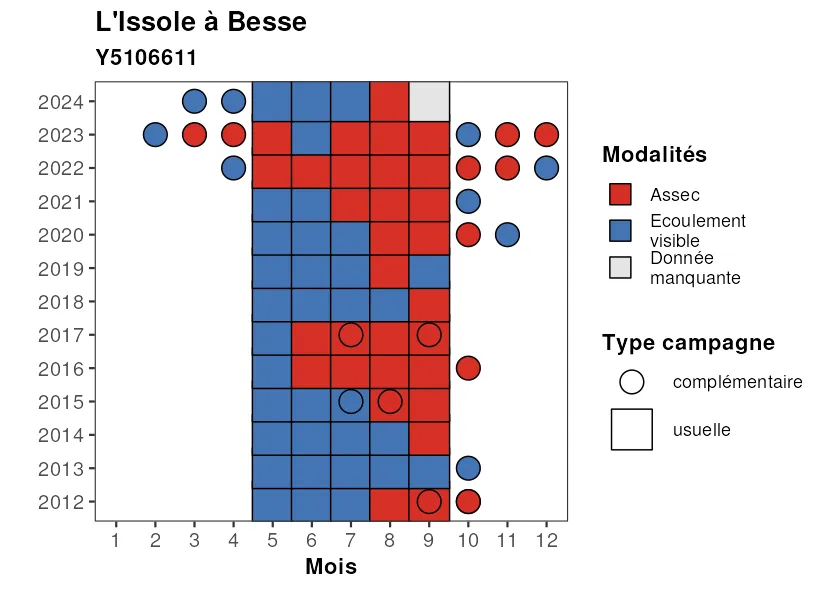 L'Issole à Besse
Y5106611
2024
2023
2022
2021
2020
2019
2018
2017
2016
2015
2014
2013
2012
1 2 3 4 5 6 7 8 9 10 11 12
Mois
Modalités
Assec
Ecoulement
visible
Donnée
manquante
Type campagne
complémentaire
usuelle